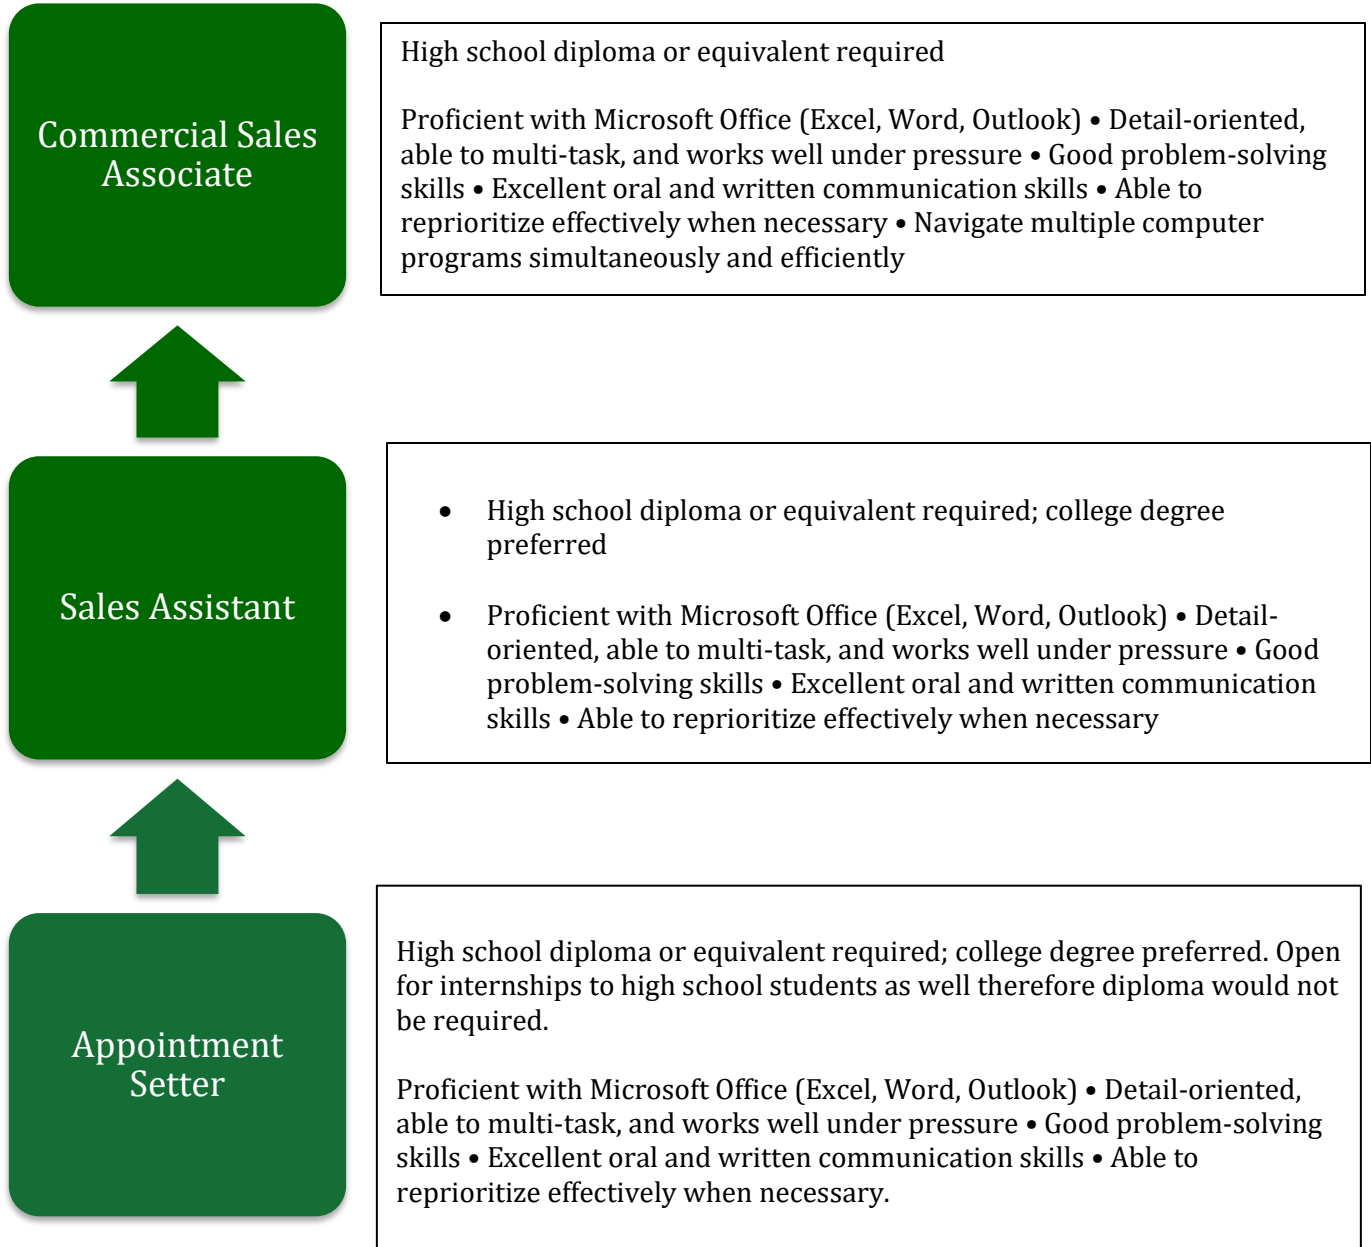 Commercial Sales
Associate
High school diploma or equivalent required
Proficient with Microsoft Office (Excel, Word, Outlook) • Detail-oriented,
able to multi-task, and works well under pressure • Good problem-solving
skills • Excellent oral and written communication skills • Able to
reprioritize effectively when necessary • Navigate multiple computer
programs simultaneously and efficiently
Sales Assistant
• High school diploma or equivalent required; college degree
preferred
• Proficient with Microsoft Office (Excel, Word, Outlook) • Detail-
oriented, able to multi-task, and works well under pressure • Good
problem-solving skills • Excellent oral and written communication
skills • Able to reprioritize effectively when necessary
Appointment
Setter
High school diploma or equivalent required; college degree preferred. Open
for internships to high school students as well therefore diploma would not
be required.
Proficient with Microsoft Office (Excel, Word, Outlook) • Detail-oriented,
able to multi-task, and works well under pressure • Good problem-solving
skills • Excellent oral and written communication skills • Able to
reprioritize effectively when necessary.